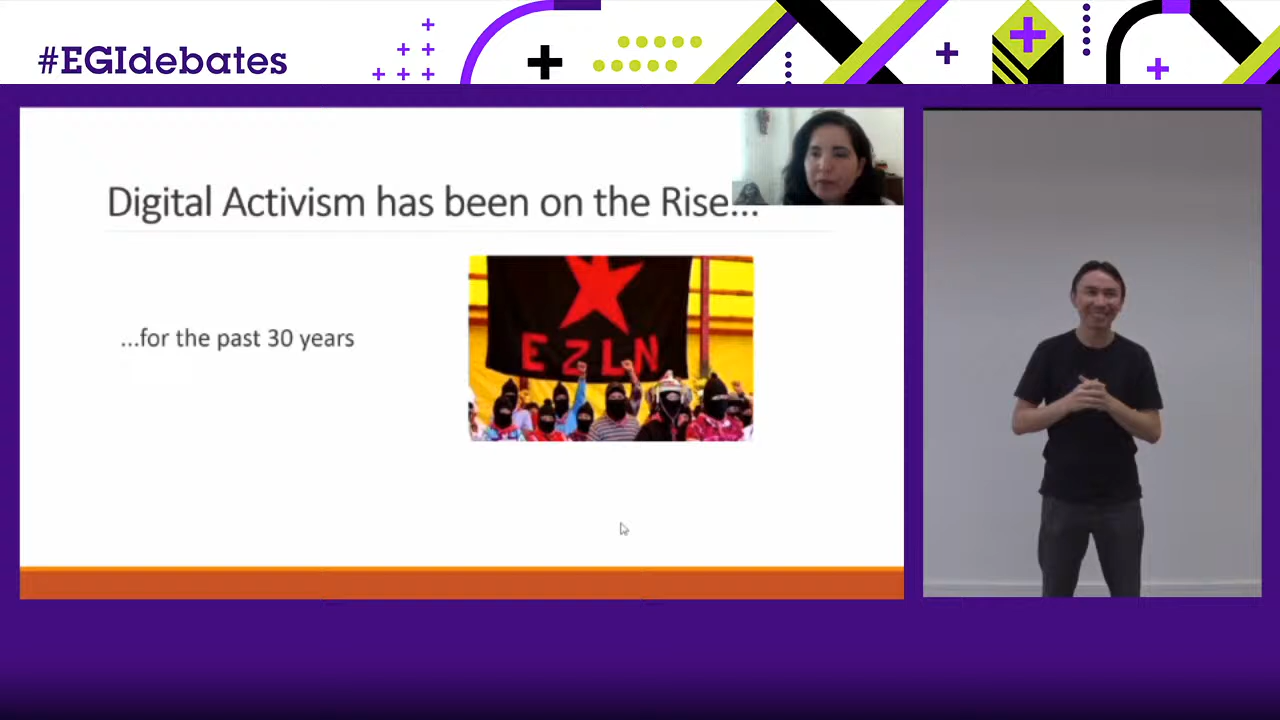 #EGIdebates
Digital Activism has been on the Rise...
...for the past 30 years
EZLN